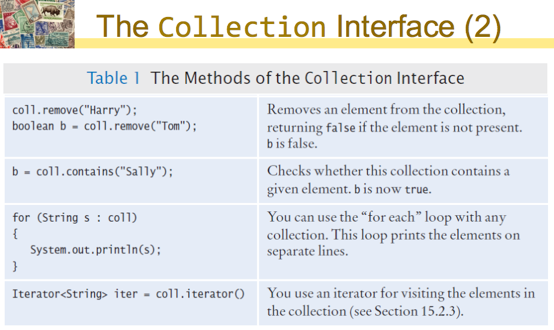 The Collection Interface (2)
Table 1 The Methods of the Collection Interface
coll.remove("Harry");
boolean b = coll.remove("Tom");
Removes an element from the collection,
returning false if the element is not present.
b is false.
b = coll.contains("Sally");
Checks whether this collection contains a
given element. b is now true.
for (String s : coll)
{
System.out.println(s);
}
You can use the “for each” loop with any
collection. This loop prints the elements on
separate lines.
Iterator<String> iter = coll.iterator()
You use an iterator for visiting the elements in
the collection (see Section 15.2.3).